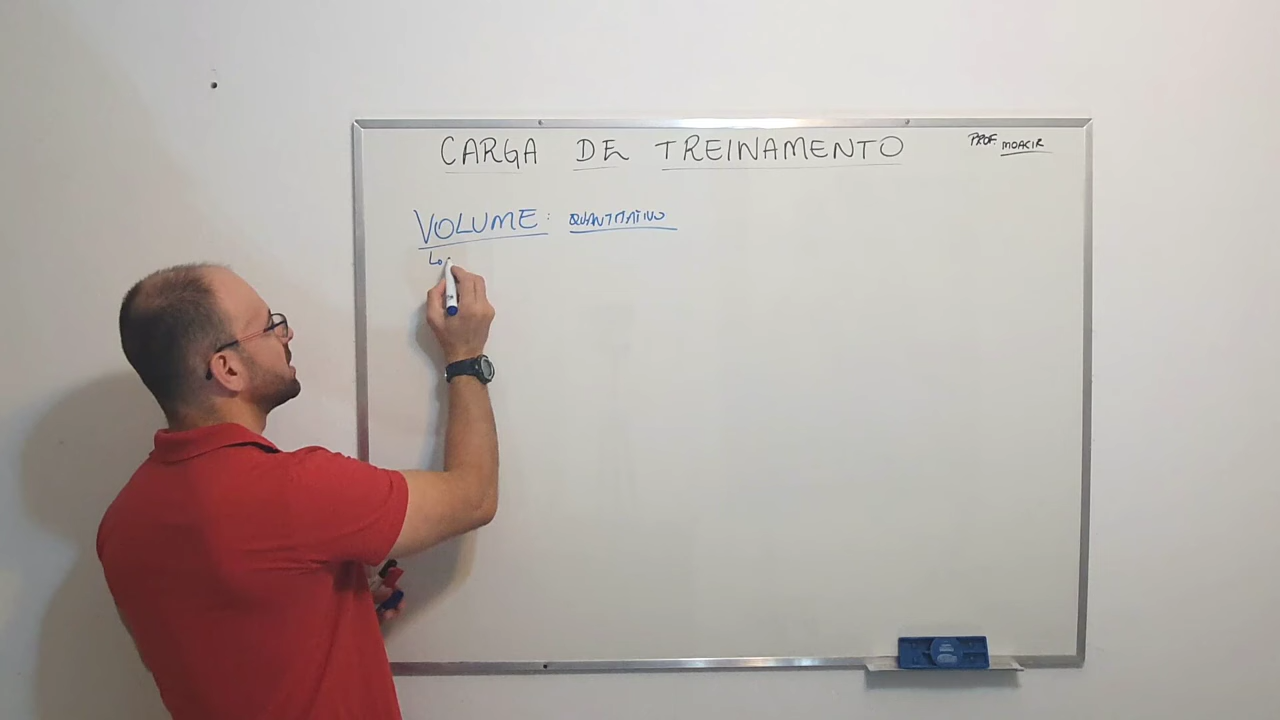 CARGA DE TREINAMENTO
PROF. MOACIR
VOLUME: QUANTITATIVO